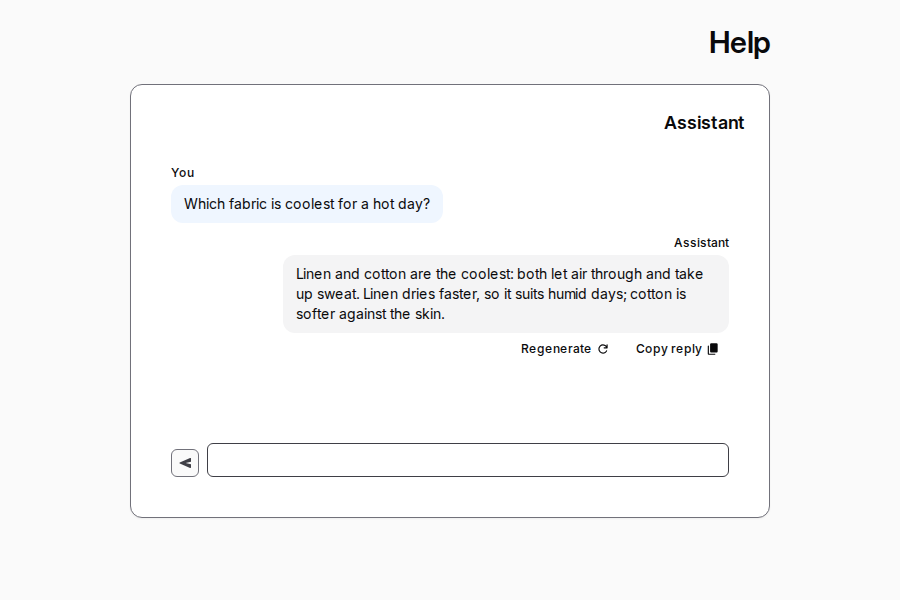 Help
Assistant
You
Which fabric is coolest for a hot day?
Assistant
Linen and cotton are the coolest: both let air through and take
up sweat. Linen dries faster, so it suits humid days; cotton is
softer against the skin.
Regenerate Copy reply